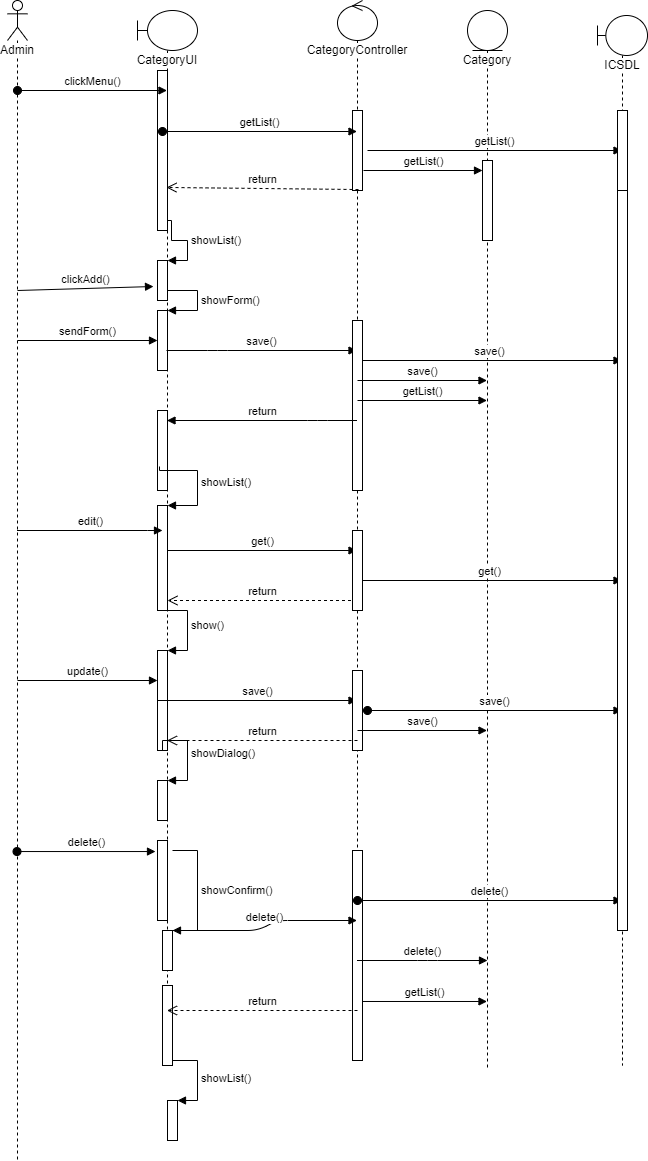 Admin
CategoryUI
CategoryController
Category
ICSDL
clickMenu()
getList()
getList()
getList()
return
showList()
clickAdd()
showForm()
sendForm()
save()
save()
save()
getList()
return
showList()
edit()
get()
get()
return
show()
update()
save()
save()
save()
return
showDialog()
delete()
showConfirm()
delete()
delete()
delete()
getList()
return
showList()